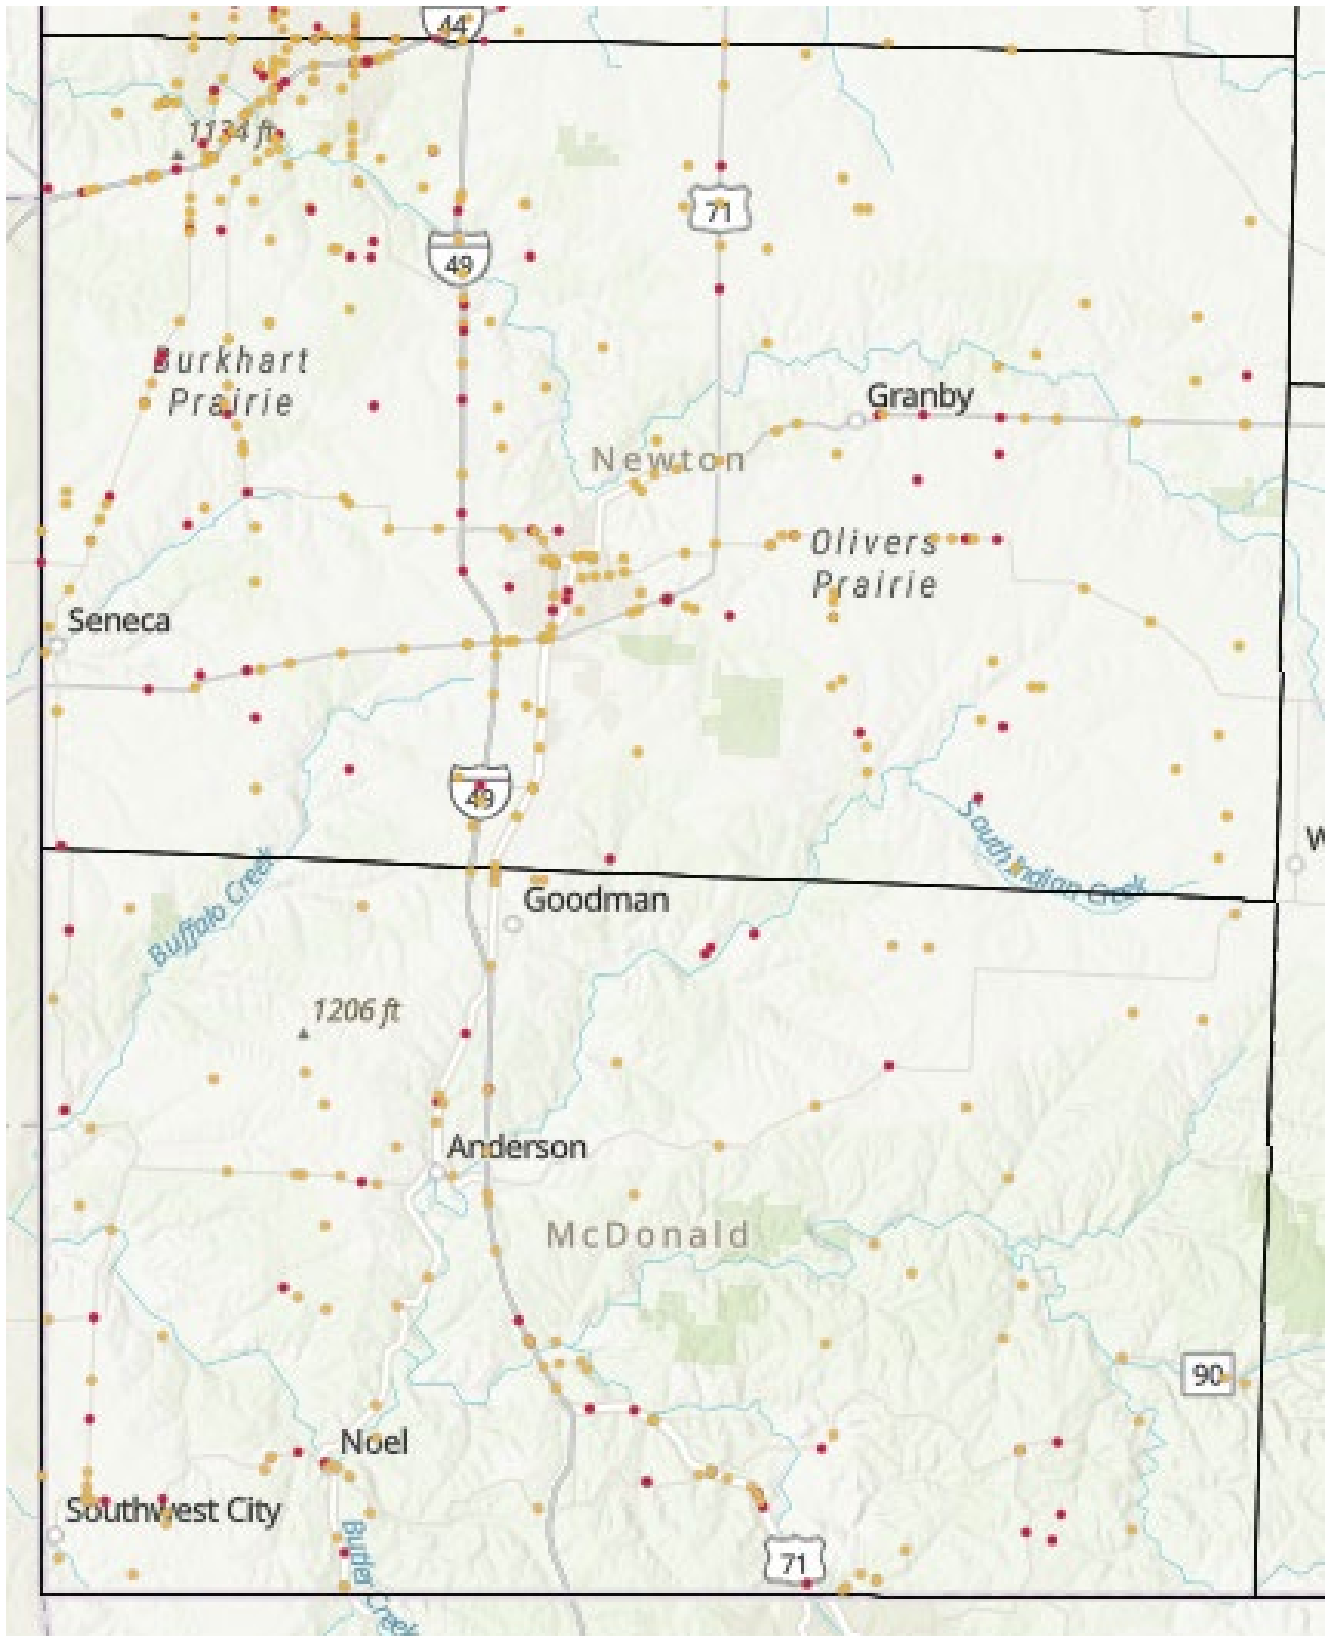 44
1134 ft
71
49
Burkhart
Prairie
Granby
Newton
Olivers
Prairie
Seneca
49
South Indian Creek
W
Buffalo Creek
Goodman
1206 ft
Anderson
McDonald
90
Noel
Southwest City
Butler Creek
71